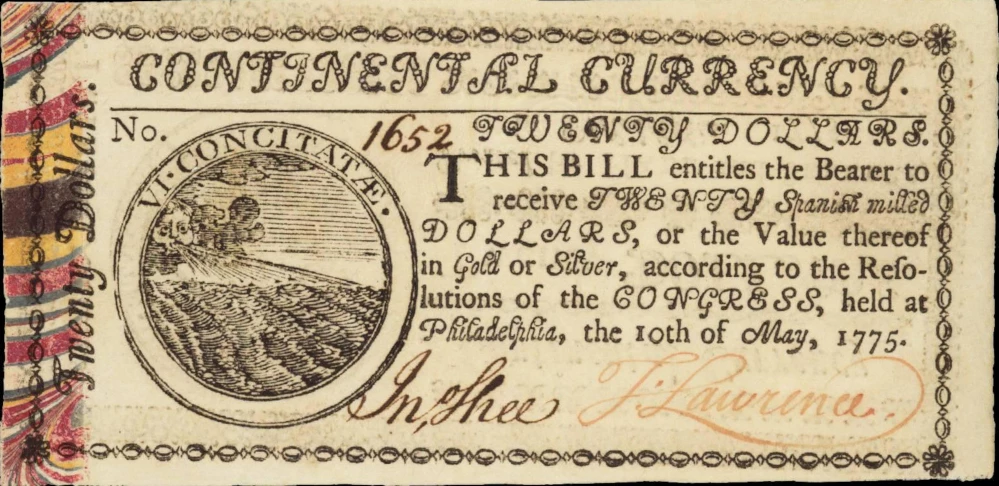 CONTINENTAL CURRENCY.
Twenty Dollars.
No. 1652 TWENTY DOLLARS.
VI·CONCITATÆ.
THIS BILL entitles the Bearer to
receive TWENTY Spanish milled
DOLLARS, or the Value thereof
in Gold or Silver, according to the Reſo-
lutions of the CONGRESS, held at
Philadelphia, the 10th of May, 1775.
Jnº Shee
T. Lawrence.